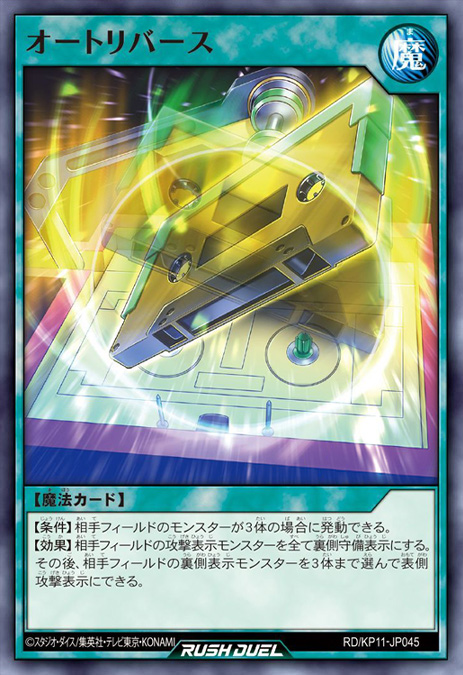 オートリバース
魔
【魔法カード】
【条件】相手フィールドのモンスターが3体の場合に発動できる。
【効果】相手フィールドの攻撃表示モンスターを全て裏側守備表示にする。
その後、相手フィールドの裏側表示モンスターを3体まで選んで表側
攻撃表示にできる。
©スタジオ・ダイス/集英社・テレビ東京・KONAMI
RUSH DUEL
RD/KP11-JP045